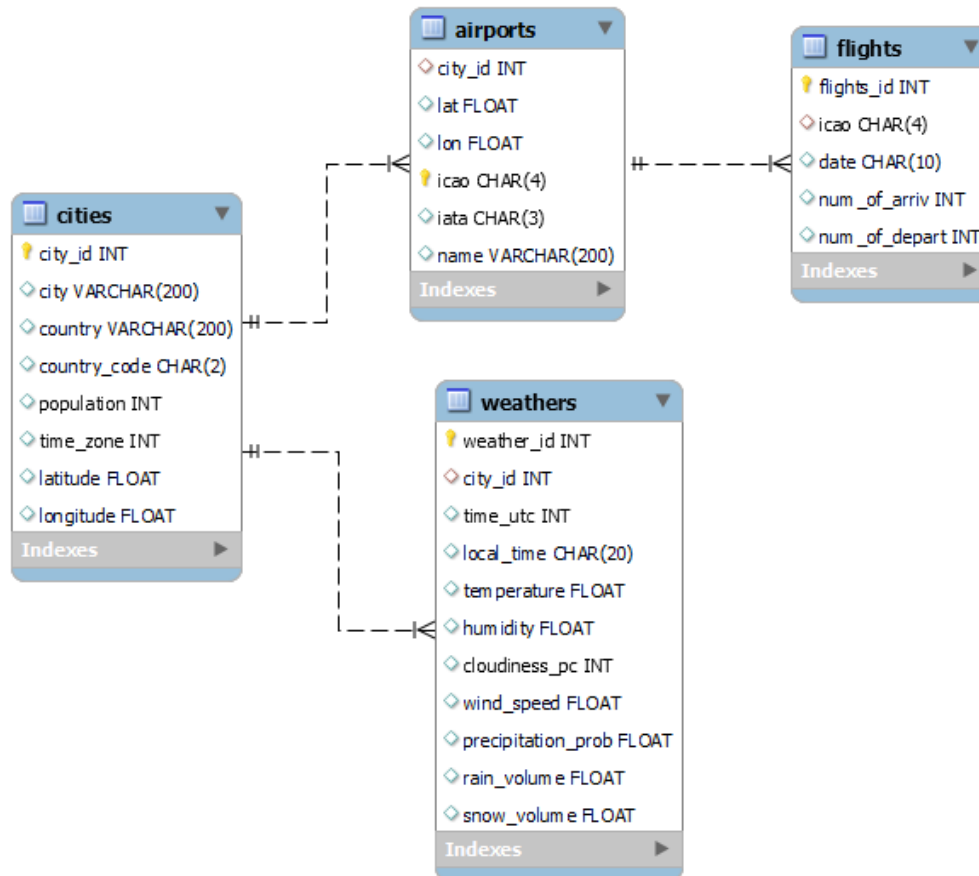 airports
city_id INT
lat FLOAT
lon FLOAT
icao CHAR(4)
iata CHAR(3)
name VARCHAR(200)
Indexes
flights
flights_id INT
icao CHAR(4)
date CHAR(10)
num_of_arriv INT
num_of_depart INT
Indexes
cities
city_id INT
city VARCHAR(200)
country VARCHAR(200)
country_code CHAR(2)
population INT
time_zone INT
latitude FLOAT
longitude FLOAT
Indexes
weathers
weather_id INT
city_id INT
time_utc INT
local_time CHAR(20)
temperature FLOAT
humidity FLOAT
cloudiness_pc INT
wind_speed FLOAT
precipitation_prob FLOAT
rain_volume FLOAT
snow_volume FLOAT
Indexes